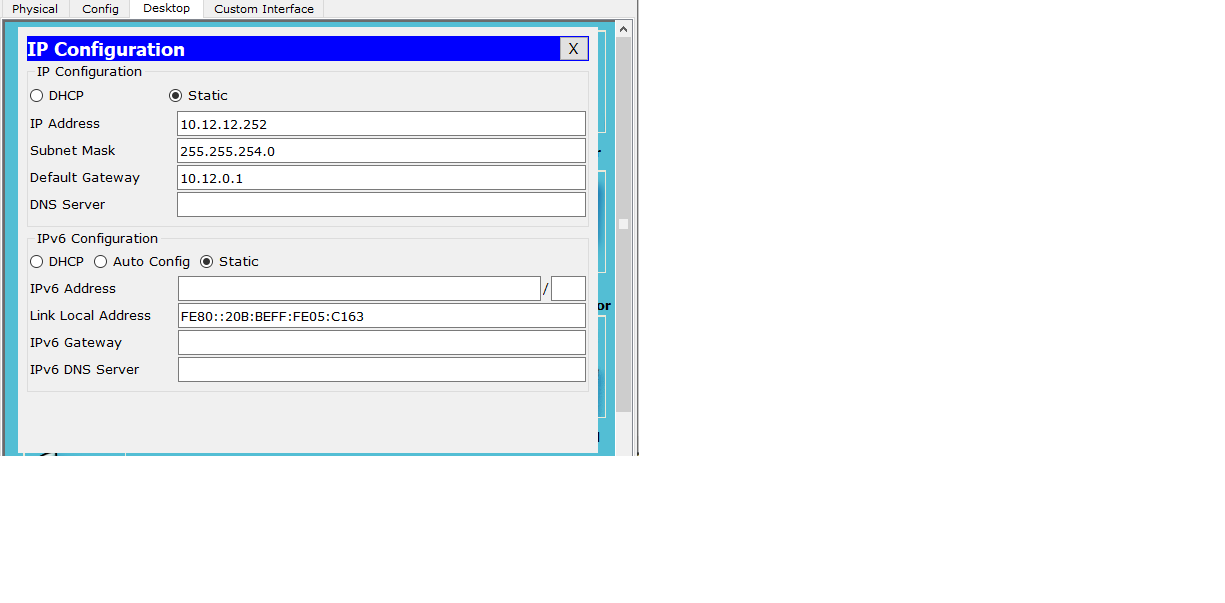 Physical Config Desktop Custom Interface
IP Configuration X
IP Configuration
DHCP Static
IP Address 10.12.12.252
Subnet Mask 255.255.254.0
Default Gateway 10.12.0.1
DNS Server
IPv6 Configuration
DHCP Auto Config Static
IPv6 Address /
or
Link Local Address FE80::20B:BEFF:FE05:C163
IPv6 Gateway
IPv6 DNS Server